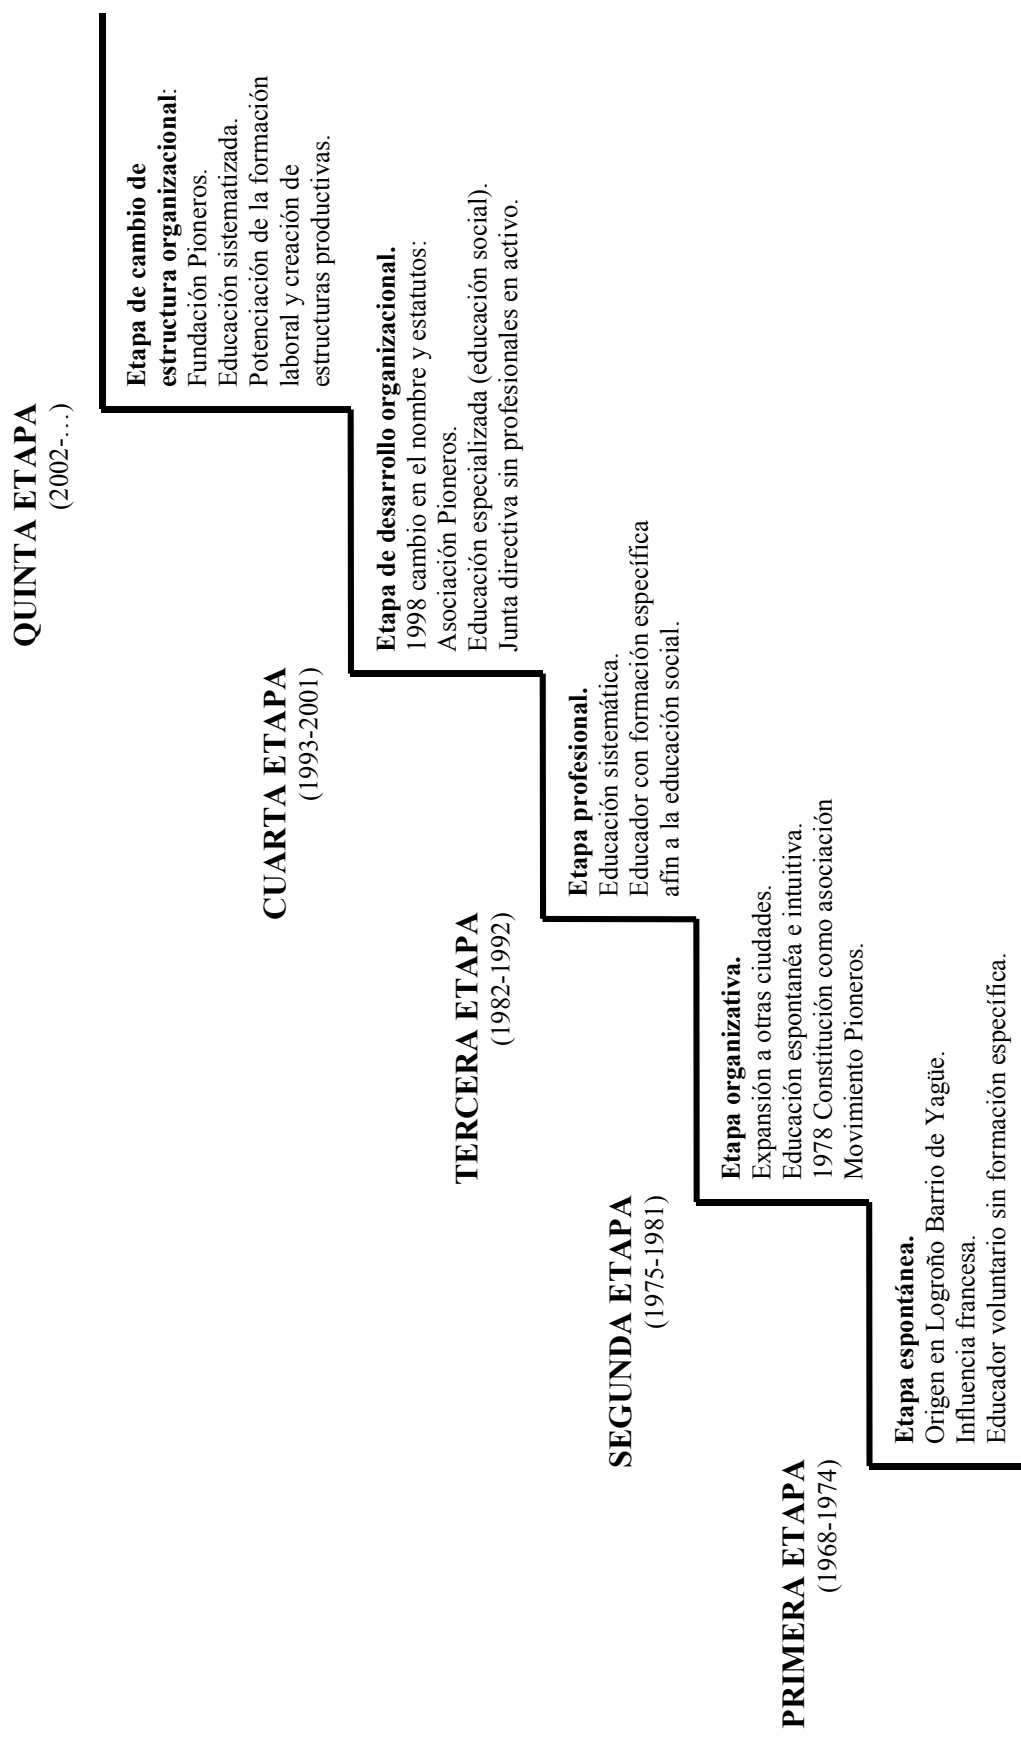 QUINTA ETAPA
(2002-…)
Etapa de cambio de
estructura organizacional:
Fundación Pioneros.
Educación sistematizada.
Potenciación de la formación
laboral y creación de
estructuras productivas.
CUARTA ETAPA
(1993-2001)
Etapa de desarrollo organizacional.
1998 cambio en el nombre y estatutos:
Asociación Pioneros.
Educación especializada (educación social).
Junta directiva sin profesionales en activo.
TERCERA ETAPA
(1982-1992)
Etapa profesional.
Educación sistemática.
Educador con formación específica
afín a la educación social.
SEGUNDA ETAPA
(1975-1981)
Etapa organizativa.
Expansión a otras ciudades.
Educación espontanéa e intuitiva.
1978 Constitución como asociación
Movimiento Pioneros.
PRIMERA ETAPA
(1968-1974)
Etapa espontánea.
Origen en Logroño Barrio de Yagüe.
Influencia francesa.
Educador voluntario sin formación específica.